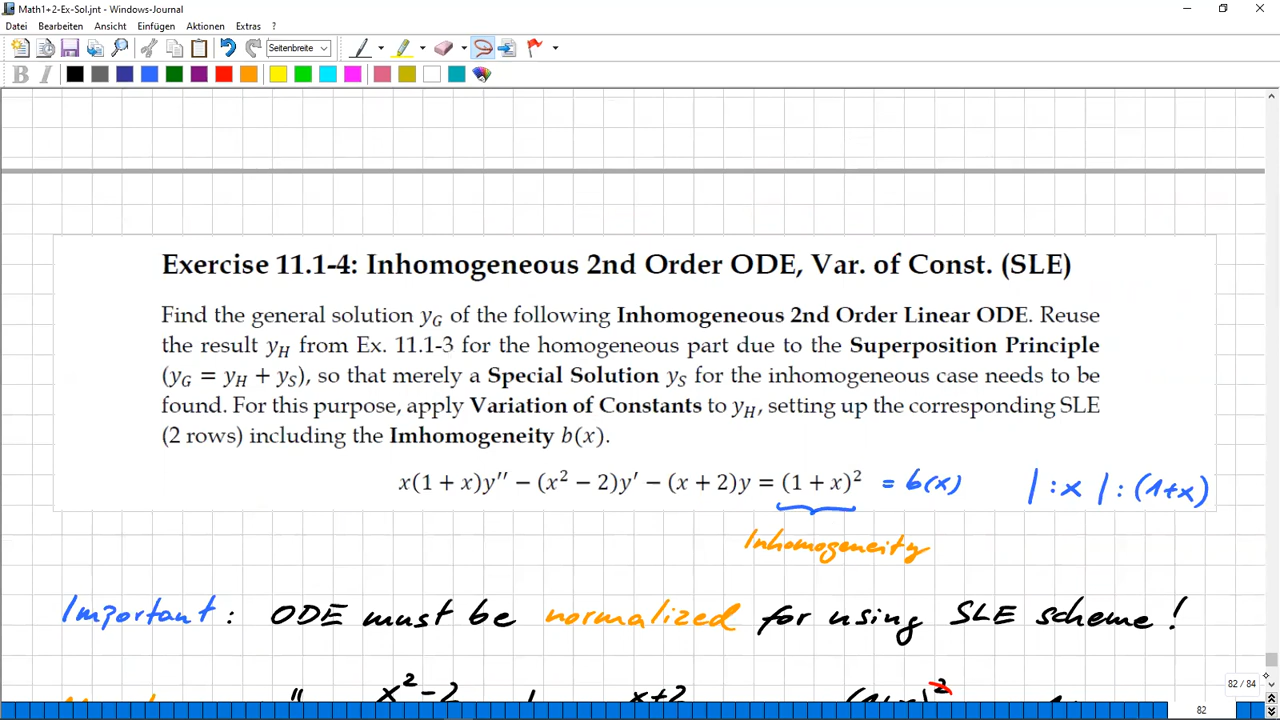 Math1+2-Ex-Sol.jnt - Windows-Journal
Datei Bearbeiten Ansicht Einfügen Aktionen Extras ?
Seitenbreite
B I
Exercise 11.1-4: Inhomogeneous 2nd Order ODE, Var. of Const. (SLE)
Find the general solution y_G of the following Inhomogeneous 2nd Order Linear ODE. Reuse
the result y_H from Ex. 11.1-3 for the homogeneous part due to the Superposition Principle
(y_G = y_H + y_S), so that merely a Special Solution y_S for the inhomogeneous case needs to be
found. For this purpose, apply Variation of Constants to y_H, setting up the corresponding SLE
(2 rows) including the Imhomogeneity b(x).
x(1 + x)y″ − (x² − 2)y′ − (x + 2)y = (1 + x)² = b(x) | :x | : (1+x)
Inhomogeneity
Important : ODE must be normalized for using SLE scheme !
x²-2 x+2
82 / 84
82